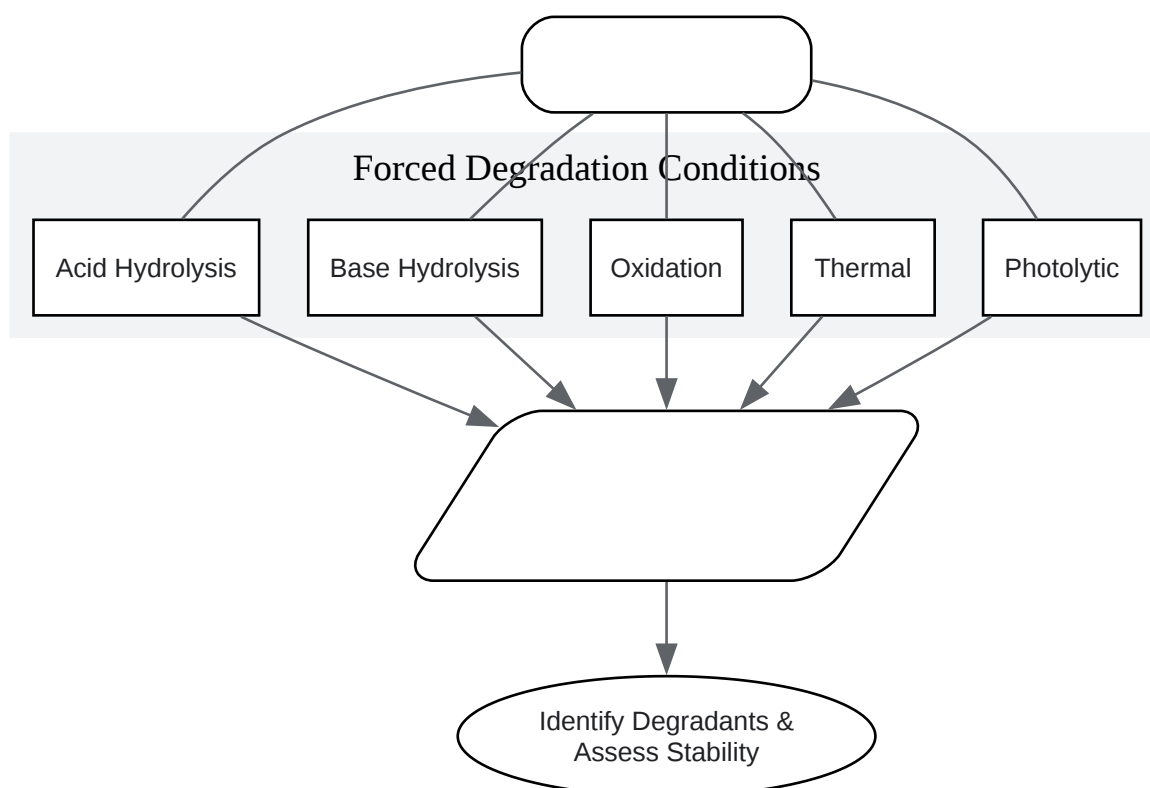 Forced Degradation Conditions
Acid Hydrolysis
Base Hydrolysis
Oxidation
Thermal
Photolytic
Identify Degradants &
Assess Stability